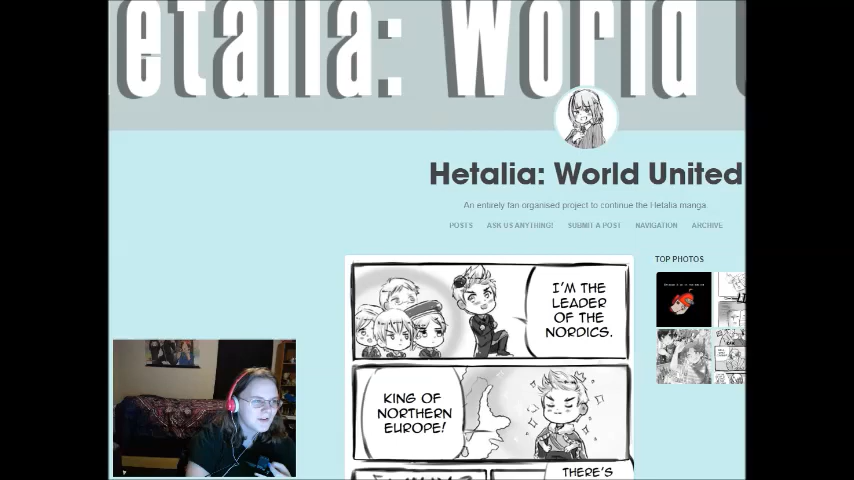 etalia: World U
Hetalia: World United
An entirely fan organised project to continue the Hetalia manga.
POSTS ASK US ANYTHING! SUBMIT A POST NAVIGATION ARCHIVE
TOP PHOTOS
I'M THE
LEADER
OF THE
NORDICS.
KING OF
NORTHERN
EUROPE!
THERE'S